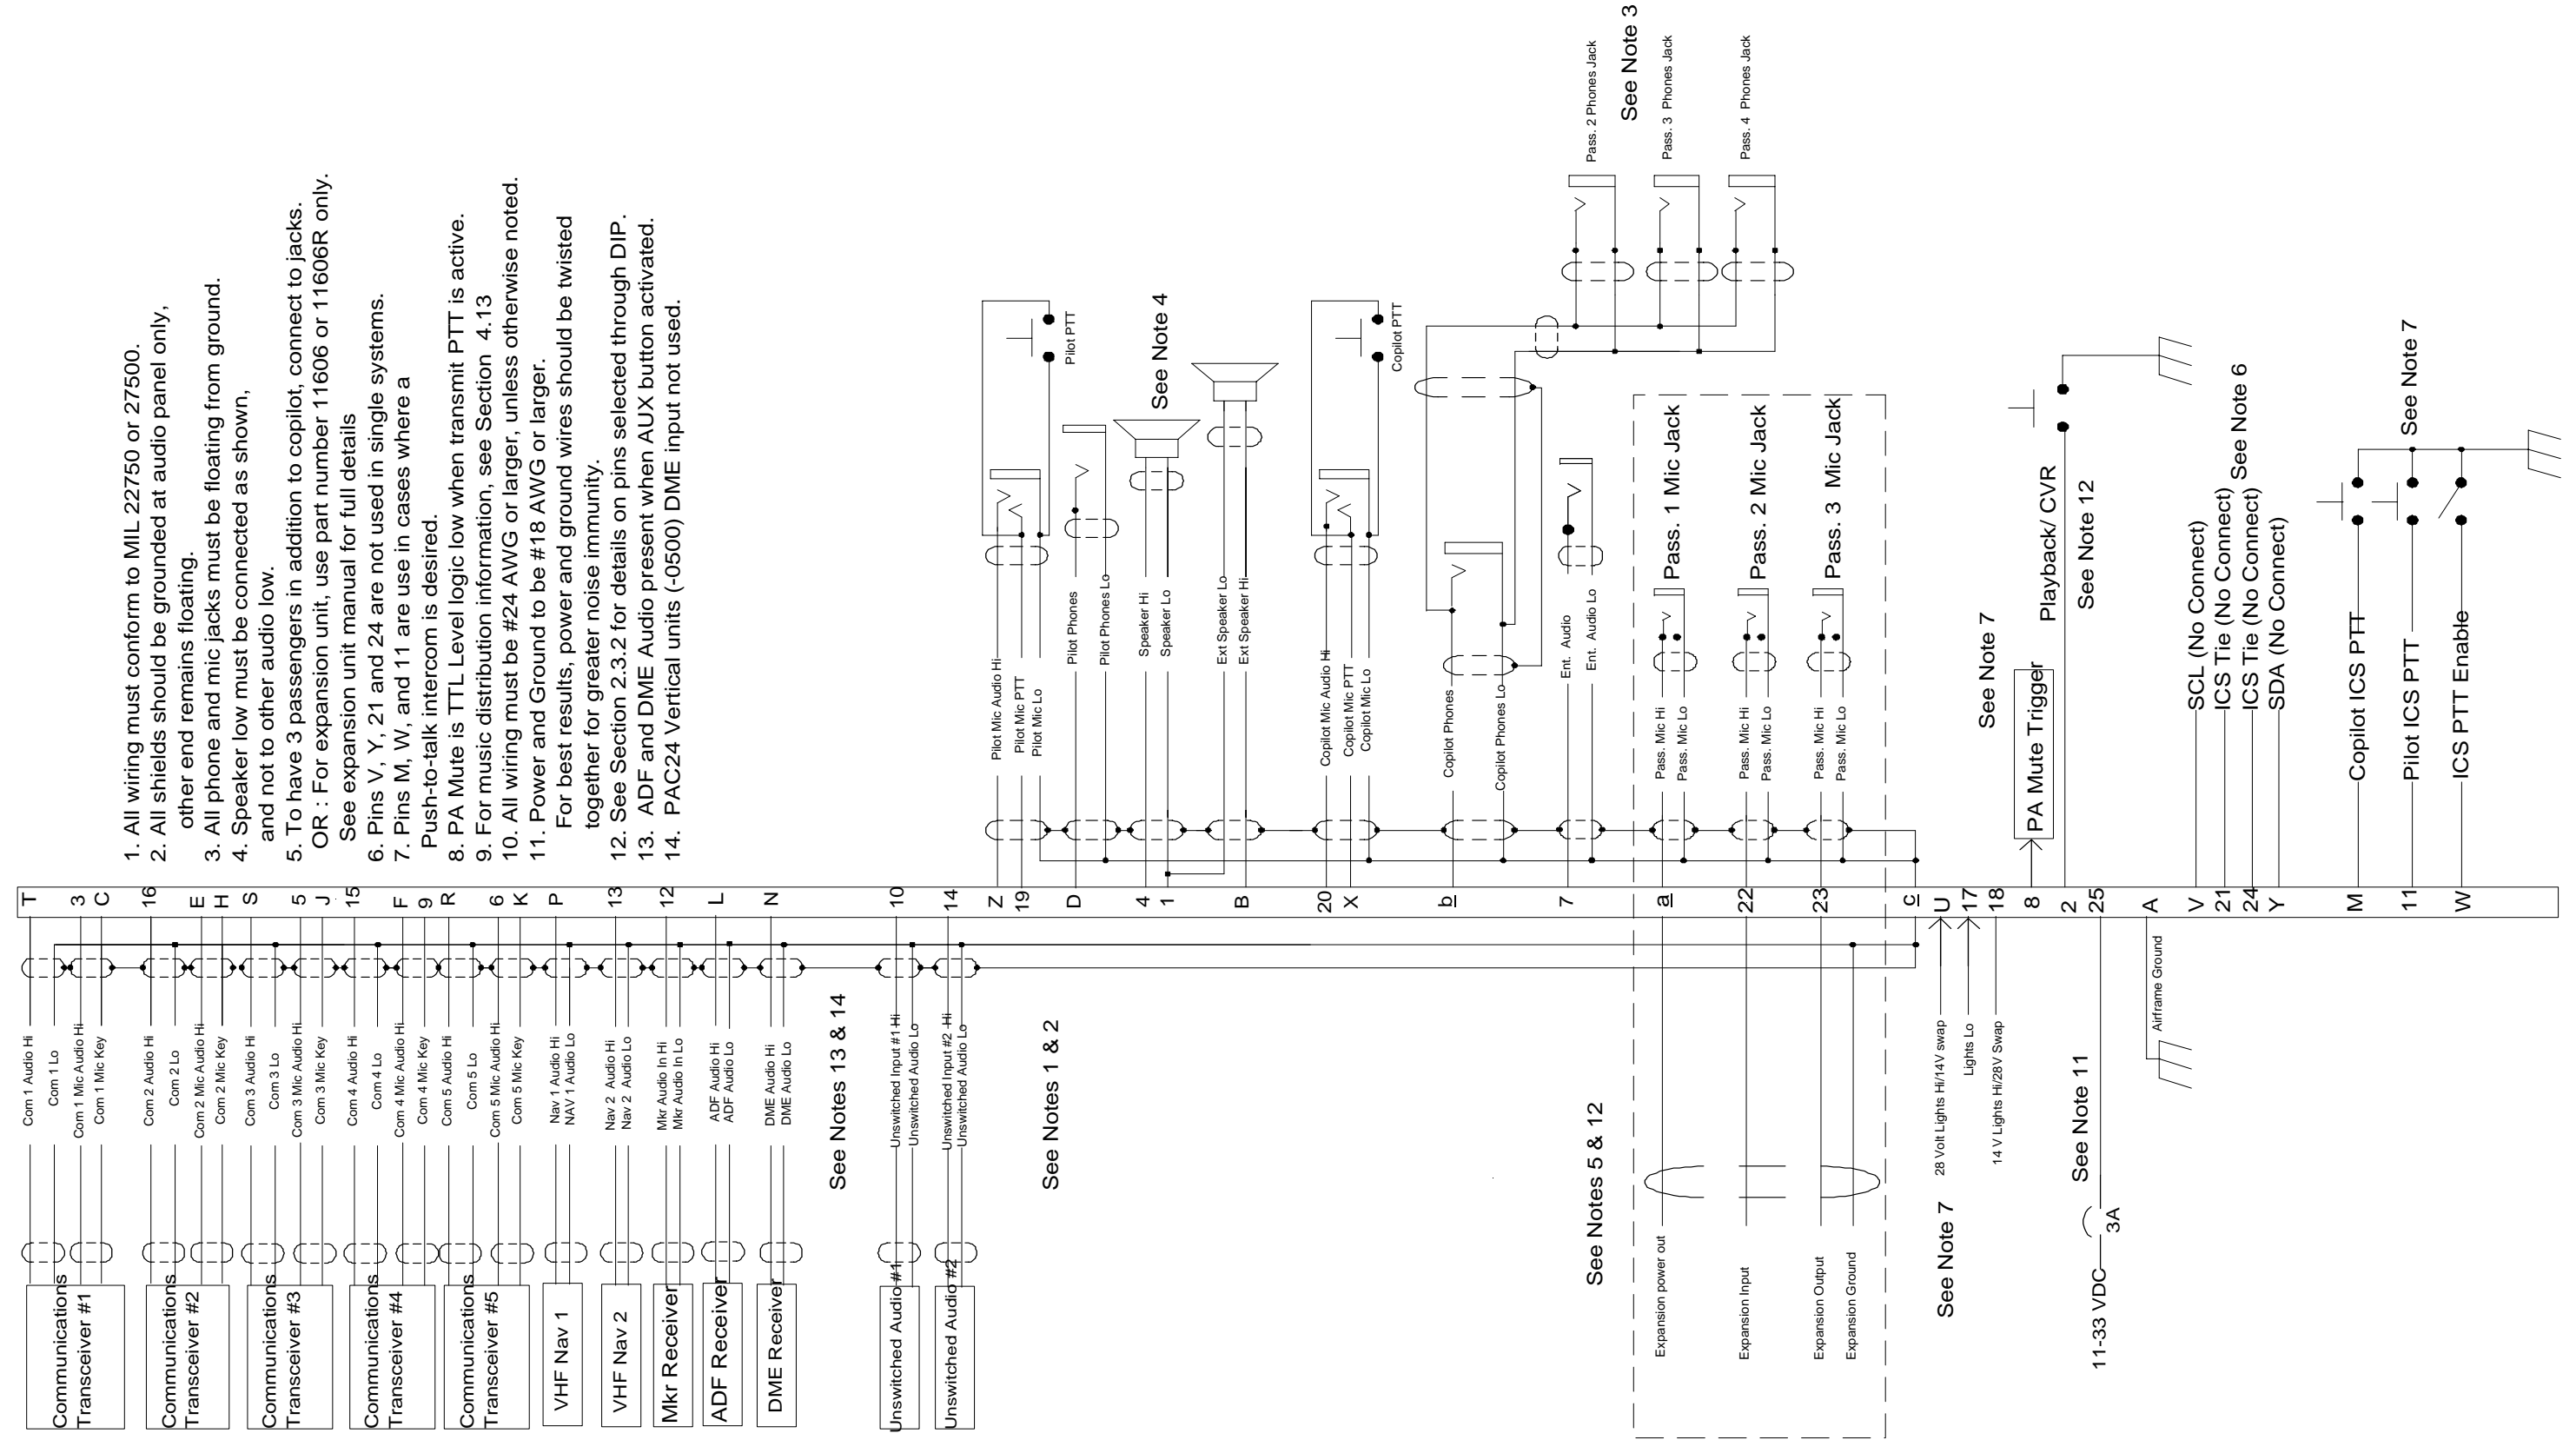 1. All wiring must conform to MIL 22750 or 27500.
2. All shields should be grounded at audio panel only,
other end remains floating.
3. All phone and mic jacks must be floating from ground.
4. Speaker low must be connected as shown,
and not to other audio low.
5. To have 3 passengers in addition to copilot, connect to jacks.
OR : For expansion unit, use part number 11606 or 11606R only.
See expansion unit manual for full details
6. Pins V, Y, 21 and 24 are not used in single systems.
7. Pins M, W, and 11 are use in cases where a
Push-to-talk intercom is desired.
8. PA Mute is TTL Level logic low when transmit PTT is active.
9. For music distribution information, see Section 4.13
10. All wiring must be #24 AWG or larger, unless otherwise noted.
11. Power and Ground to be #18 AWG or larger.
For best results, power and ground wires should be twisted
together for greater noise immunity.
12. See Section 2.3.2 for details on pins selected through DIP.
13. ADF and DME Audio present when AUX button activated.
14. PAC24 Vertical units (-0500) DME input not used.
Communications
Transceiver #1
Com 1 Audio Hi
T
Com 1 Lo
Com 1 Mic Audio Hi
3
Com 1 Mic Key
C
Communications
Transceiver #2
Com 2 Audio Hi
16
Com 2 Lo
Com 2 Mic Audio Hi
E
Com 2 Mic Key
H
Communications
Transceiver #3
Com 3 Audio Hi
S
Com 3 Lo
Com 3 Mic Audio Hi
5
Com 3 Mic Key
J
Communications
Transceiver #4
Com 4 Audio Hi
15
Com 4 Lo
Com 4 Mic Audio Hi
F
Com 4 Mic Key
9
Communications
Transceiver #5
Com 5 Audio Hi
R
Com 5 Lo
Com 5 Mic Audio Hi
6
Com 5 Mic Key
K
VHF Nav 1
Nav 1 Audio Hi
P
NAV 1 Audio Lo
VHF Nav 2
Nav 2 Audio Hi
13
Nav 2 Audio Lo
Mkr Receiver
Mkr Audio In Hi
12
Mkr Audio In Lo
ADF Receiver
ADF Audio Hi
L
ADF Audio Lo
DME Receiver
DME Audio Hi
N
DME Audio Lo
See Notes 13 & 14
Unswitched Audio #1
Unswitched Input #1 Hi
10
Unswitched Audio Lo
Unswitched Audio #2
Unswitched Input #2 Hi
14
Unswitched Audio Lo
See Notes 1 & 2
Z
Pilot Mic Audio Hi
19
Pilot Mic PTT
Pilot Mic Lo
Pilot PTT
D
Pilot Phones
Pilot Phones Lo
4
Speaker Hi
1
Speaker Lo
See Note 4
Ext Speaker Lo
B
Ext Speaker Hi
20
Copilot Mic Audio Hi
X
Copilot Mic PTT
Copilot Mic Lo
Copilot PTT
b
Copilot Phones
Copilot Phones Lo
7
Ent. Audio
Ent. Audio Lo
Pass. 2 Phones Jack
See Note 3
Pass. 3 Phones Jack
Pass. 4 Phones Jack
See Notes 5 & 12
Expansion power out
a
Pass. Mic Hi
Pass. Mic Lo
Pass. 1 Mic Jack
Expansion Input
22
Pass. Mic Hi
Pass. Mic Lo
Pass. 2 Mic Jack
Expansion Output
23
Pass. Mic Hi
Pass. Mic Lo
Pass. 3 Mic Jack
Expansion Ground
c
See Note 7
28 Volt Lights Hi/14V swap
U
Lights Lo
17
14 V Lights Hi/28V Swap
18
See Note 7
8
PA Mute Trigger
2
Playback/ CVR
See Note 12
See Note 11
11-33 VDC
3A
25
Airframe Ground
A
V
SCL (No Connect)
21
ICS Tie (No Connect)
See Note 6
24
ICS Tie (No Connect)
Y
SDA (No Connect)
M
Copilot ICS PTT
11
Pilot ICS PTT
See Note 7
W
ICS PTT Enable